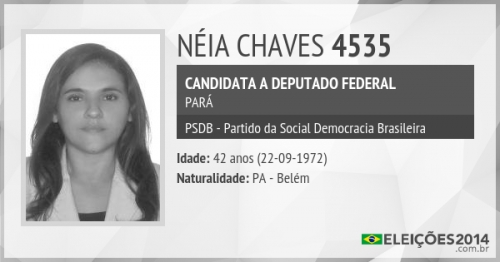 NÉIA CHAVES 4535
CANDIDATA A DEPUTADO FEDERAL
PARÁ
PSDB - Partido da Social Democracia Brasileira
Idade: 42 anos (22-09-1972)
Naturalidade: PA - Belém
ELEIÇÕES2014
.com.br